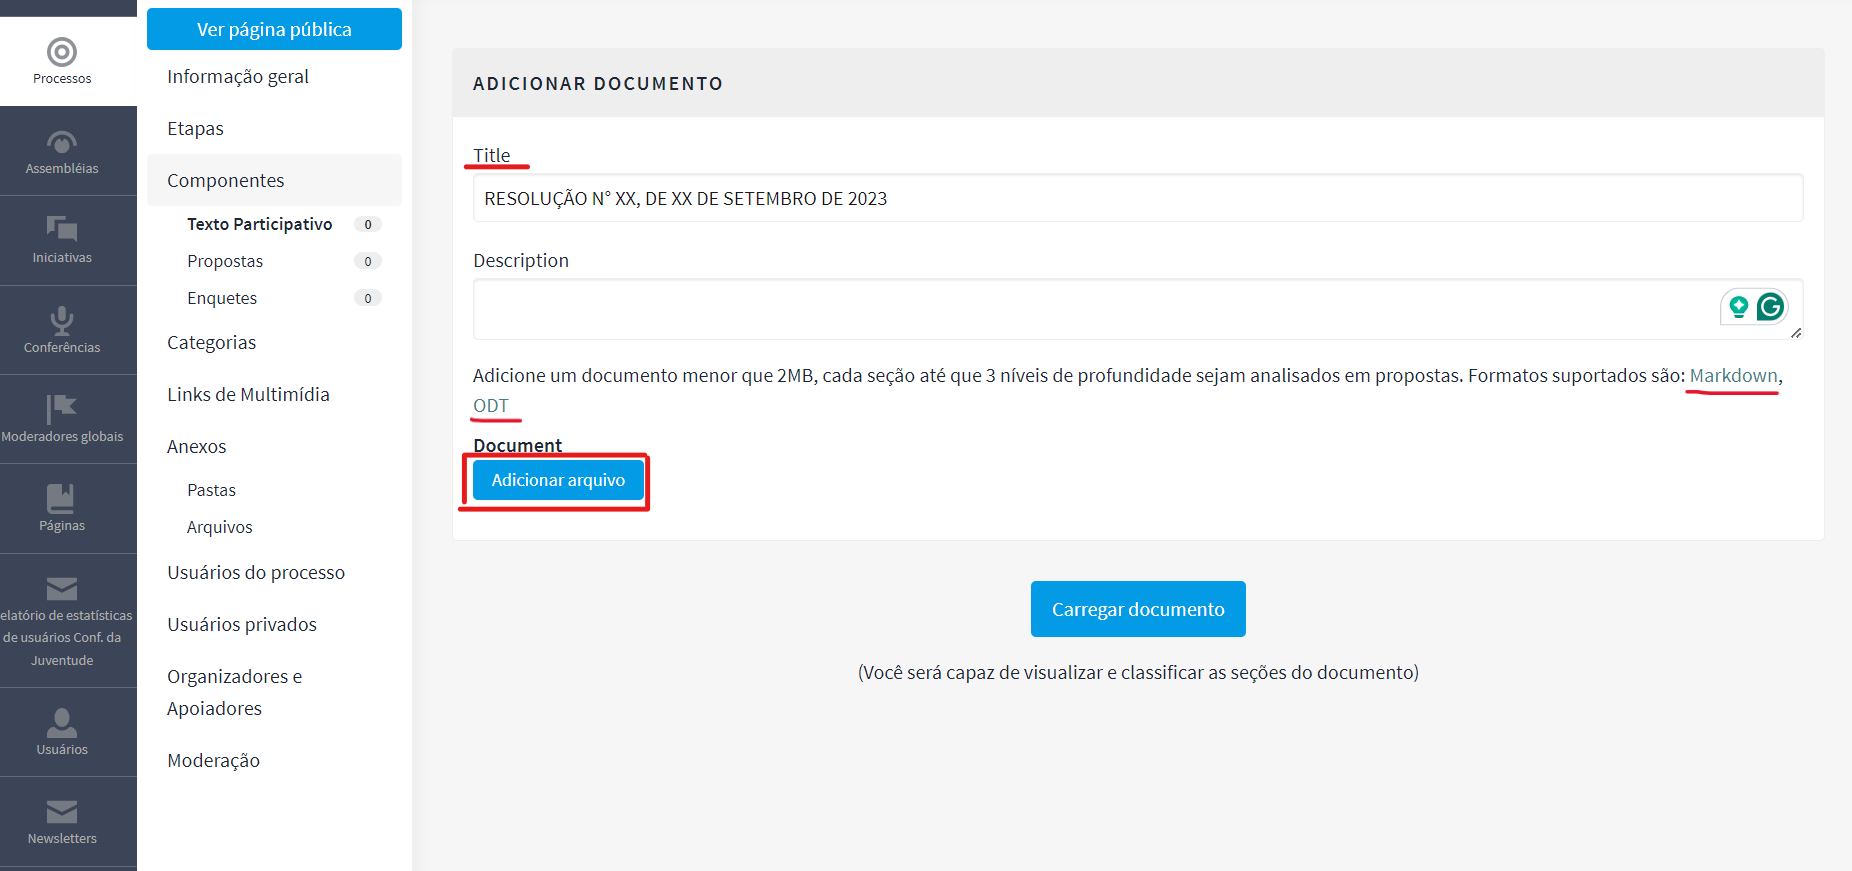 Processos
Assembléias
Iniciativas
Conferências
Moderadores globais
Páginas
elatório de estatísticas
de usuários Conf. da
Juventude
Usuários
Newsletters
Ver página pública
Informação geral
Etapas
Componentes
Texto Participativo 0
Propostas 0
Enquetes 0
Categorias
Links de Multimídia
Anexos
Pastas
Arquivos
Usuários do processo
Usuários privados
Organizadores e
Apoiadores
Moderação
ADICIONAR DOCUMENTO
Title
RESOLUÇÃO N° XX, DE XX DE SETEMBRO DE 2023
Description
Adicione um documento menor que 2MB, cada seção até que 3 níveis de profundidade sejam analisados em propostas. Formatos suportados são: Markdown,
ODT
Document
Adicionar arquivo
Carregar documento
(Você será capaz de visualizar e classificar as seções do documento)